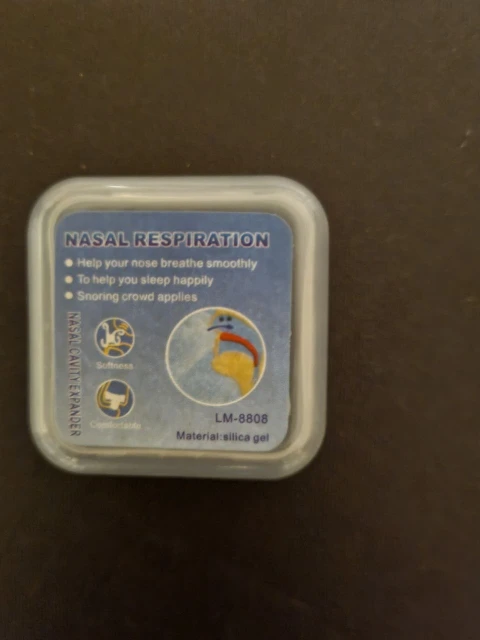 NASAL RESPIRATION
Help your nose breathe smoothly
To help you sleep happily
Snoring crowd applies
NASAL CAVITY EXPANDER
Softness
Comfortable
LM-8808
Material:silica gel